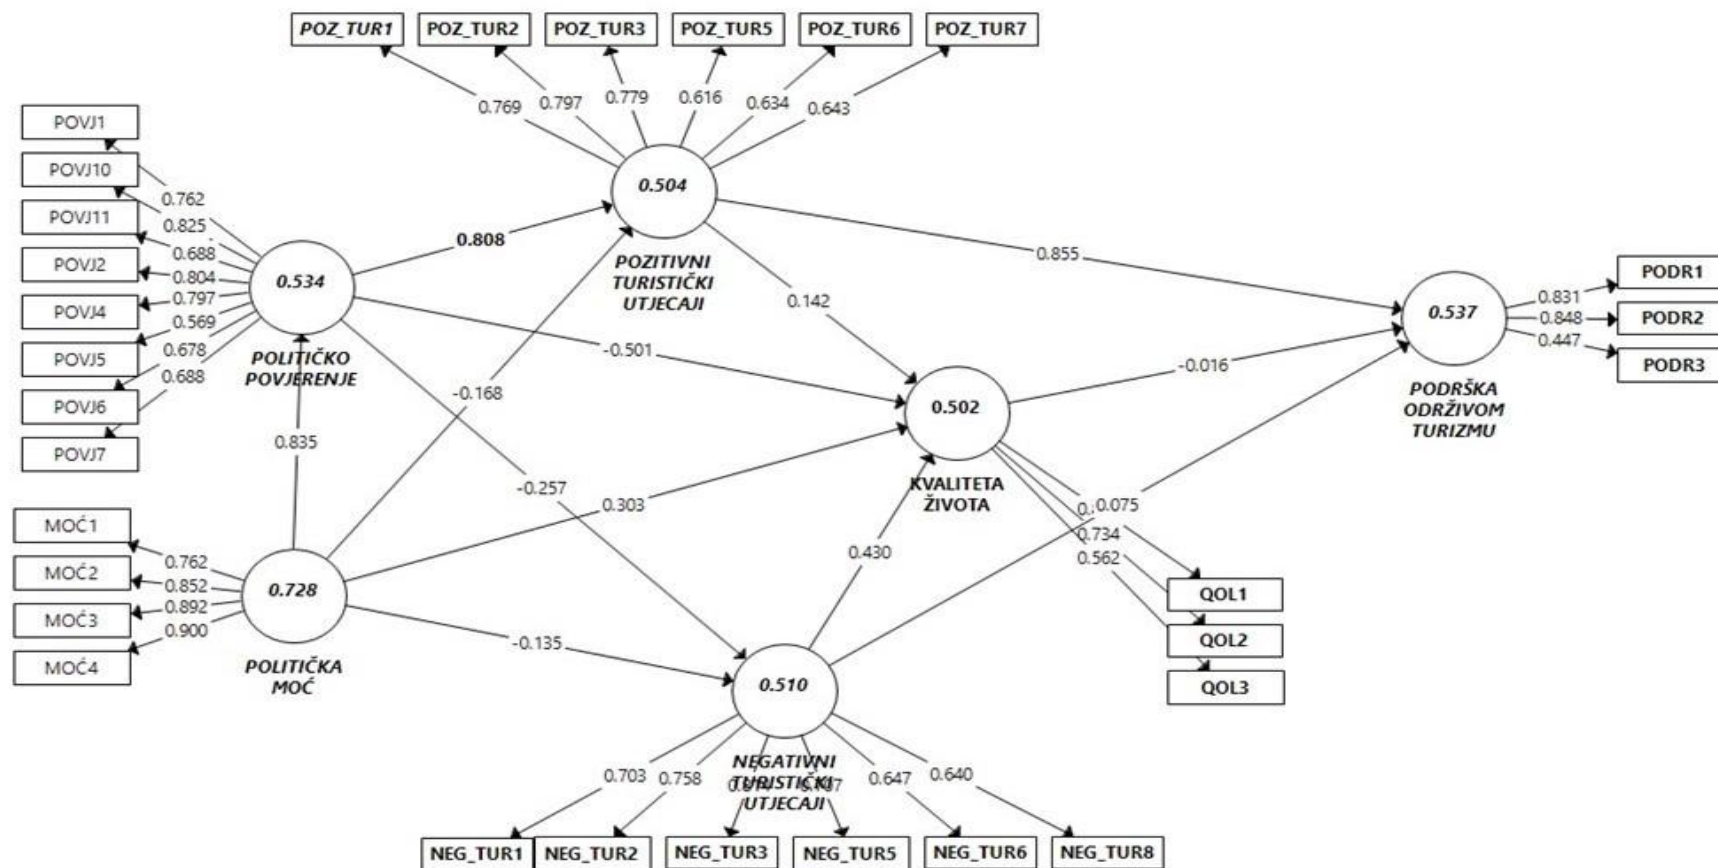 POZ_TUR1
POZ_TUR2
POZ_TUR3
POZ_TUR5
POZ_TUR6
POZ_TUR7
0.769
0.797
0.779
0.616
0.634
0.643
POVJ1
POVJ10
POVJ11
POVJ2
POVJ4
POVJ5
POVJ6
POVJ7
0.762
0.825
0.688
0.804
0.797
0.569
0.678
0.688
0.534
POLITIČKO
POVJERENJE
0.504
POZITIVNI
TURISTIČKI
UTJECAJI
0.808
-0.168
0.855
0.142
-0.501
0.835
-0.257
0.303
-0.016
0.537
PODRŠKA
ODRŽIVOM
TURIZMU
0.831
0.848
0.447
PODR1
PODR2
PODR3
0.502
KVALITETA
ŽIVOTA
0.075
0.734
0.562
0.430
QOL1
QOL2
QOL3
MOĆ1
MOĆ2
MOĆ3
MOĆ4
0.762
0.852
0.892
0.900
0.728
POLITIČKA
MOĆ
-0.135
0.510
NEGATIVNI
TURISTIČKI
UTJECAJI
0.703
0.758
0.647
0.640
NEG_TUR1
NEG_TUR2
NEG_TUR3
NEG_TUR5
NEG_TUR6
NEG_TUR8